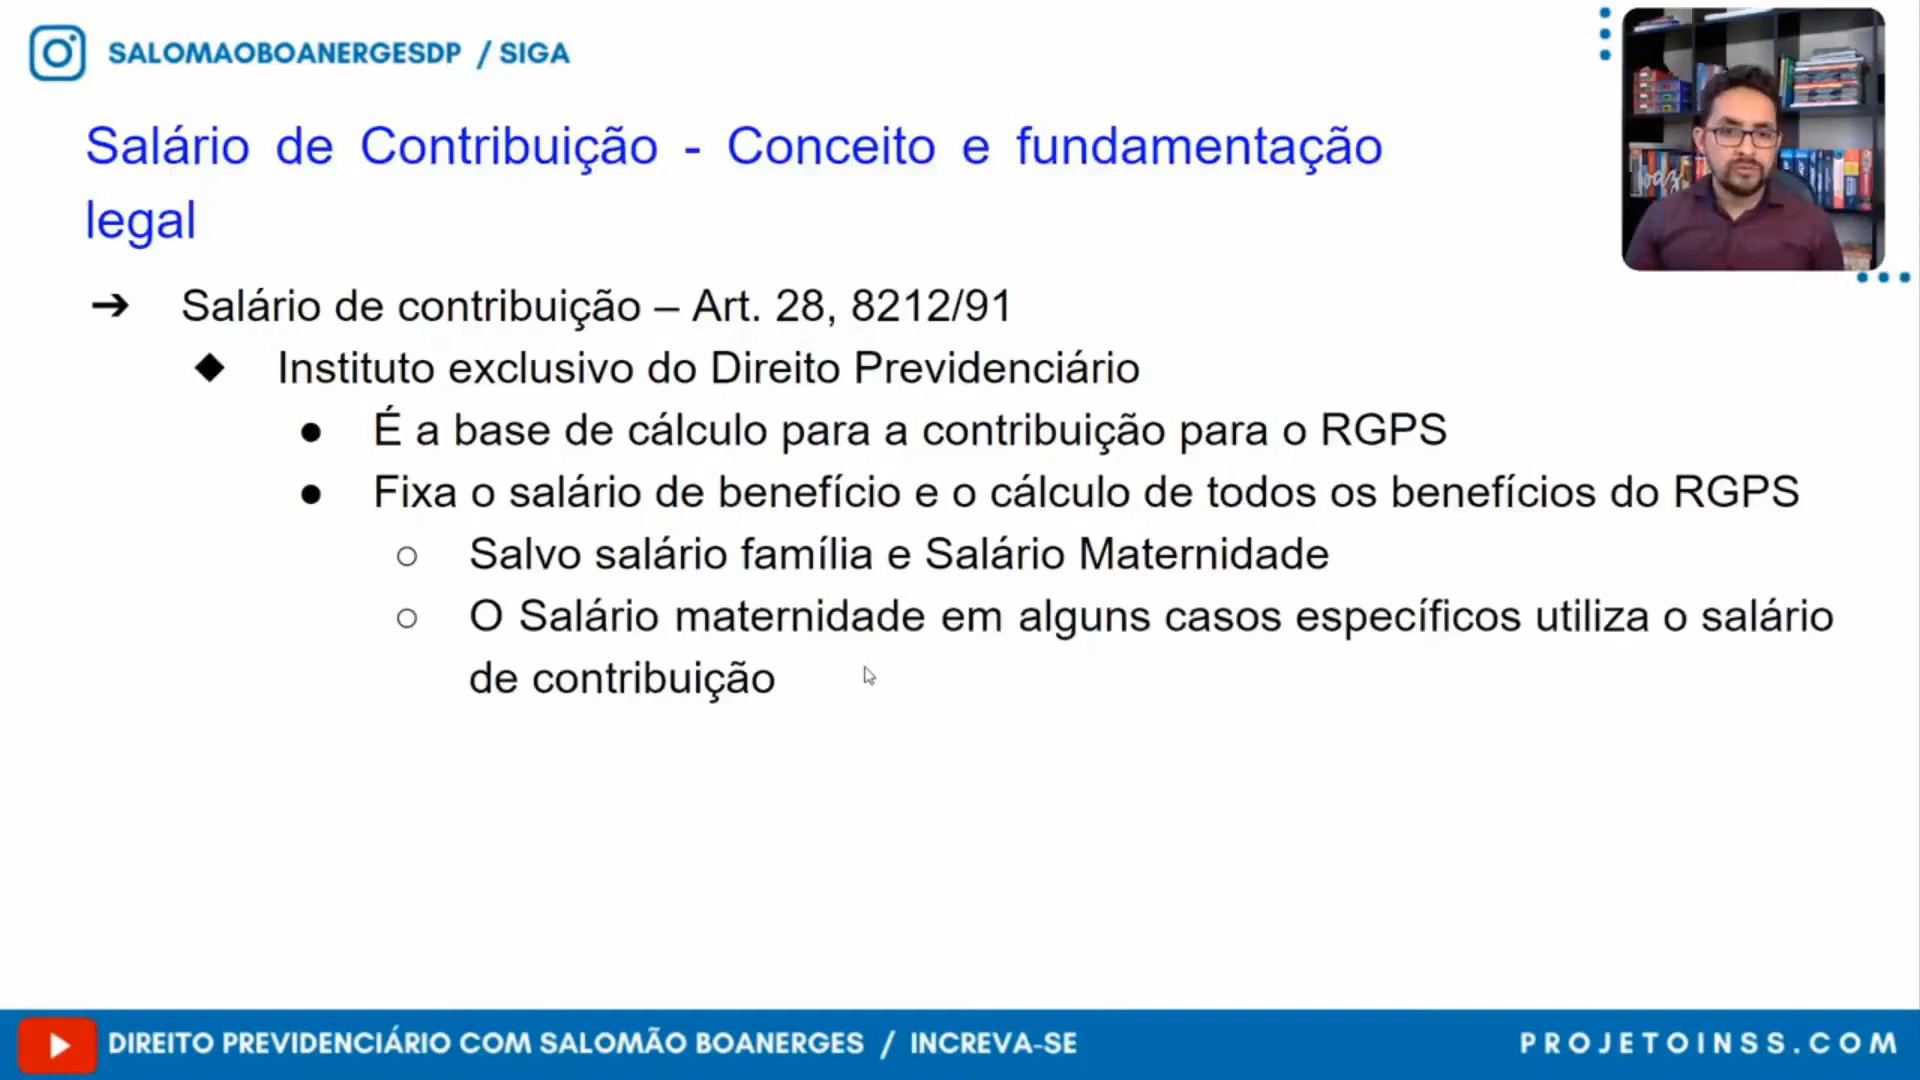 SALOMAOBOANERGESDP / SIGA
Salário de Contribuição - Conceito e fundamentação
legal
➔ Salário de contribuição – Art. 28, 8212/91
◆ Instituto exclusivo do Direito Previdenciário
● É a base de cálculo para a contribuição para o RGPS
● Fixa o salário de benefício e o cálculo de todos os benefícios do RGPS
○ Salvo salário família e Salário Maternidade
○ O Salário maternidade em alguns casos específicos utiliza o salário
de contribuição
DIREITO PREVIDENCIÁRIO COM SALOMÃO BOANERGES / INCREVA-SE
PROJETOINSS.COM